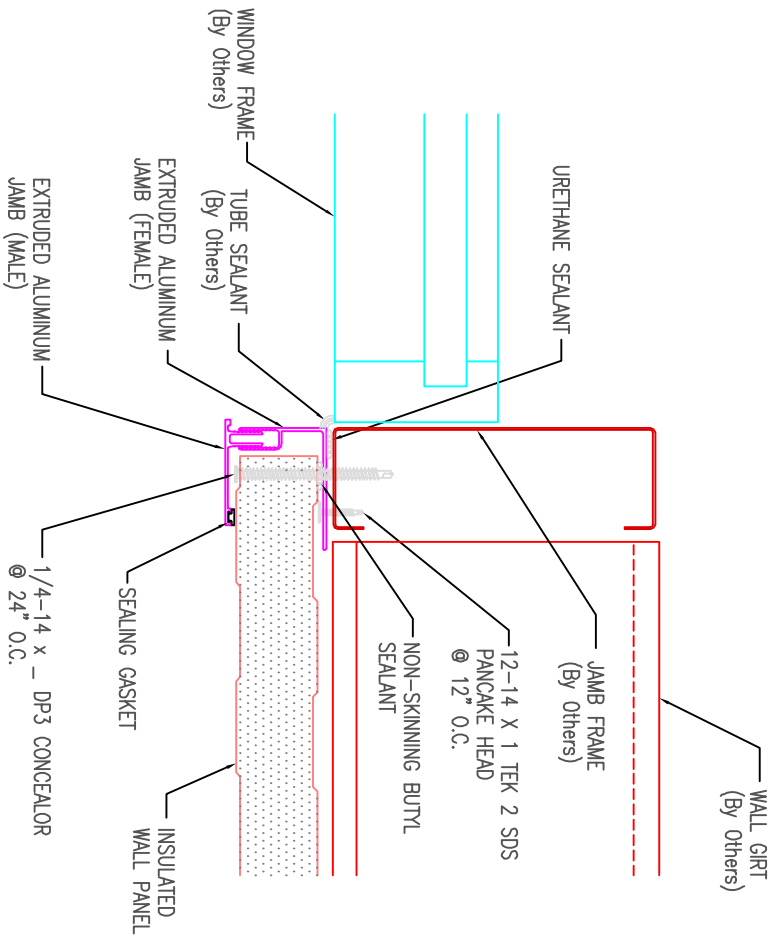 WINDOW FRAME
(By Others)
TUBE SEALANT
(By Others)
EXTRUDED ALUMINUM
JAMB (FEMALE)
EXTRUDED ALUMINUM
JAMB (MALE)
URETHANE SEALANT
WALL GIRT
(By Others)
JAMB FRAME
(By Others)
12-14 X 1 TEK 2 SDS
PANCAKE HEAD
@ 12" O.C.
NON-SKINNING BUTYL
SEALANT
INSULATED
WALL PANEL
SEALING GASKET
1/4-14 x _ DP3 CONCEALOR
@ 24" O.C.